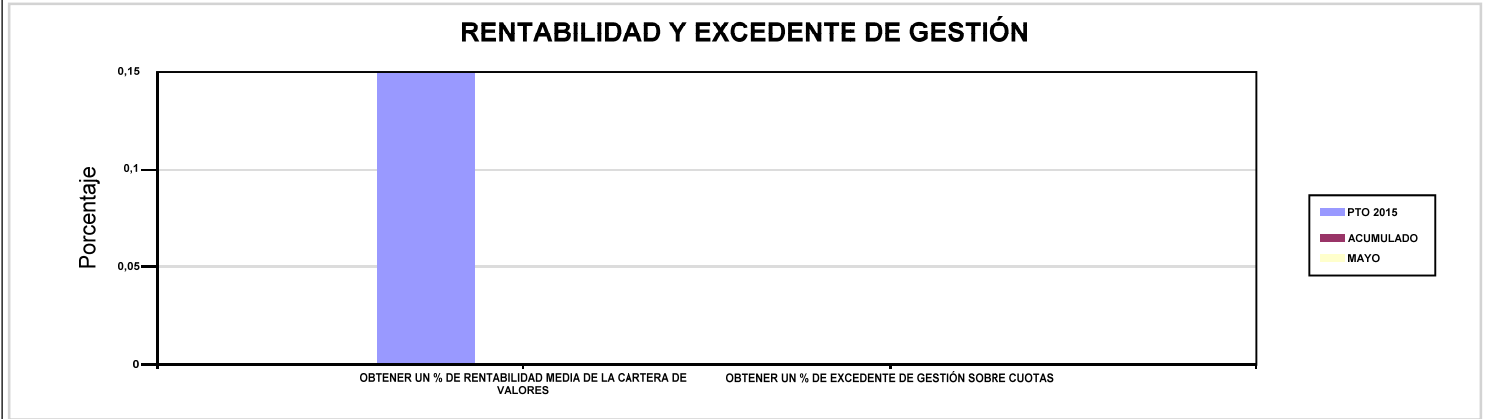 RENTABILIDAD Y EXCEDENTE DE GESTIÓN
0,15
0,1
0,05
0
Porcentaje
OBTENER UN % DE RENTABILIDAD MEDIA DE LA CARTERA DE
VALORES
OBTENER UN % DE EXCEDENTE DE GESTIÓN SOBRE CUOTAS
PTO 2015
ACUMULADO
MAYO